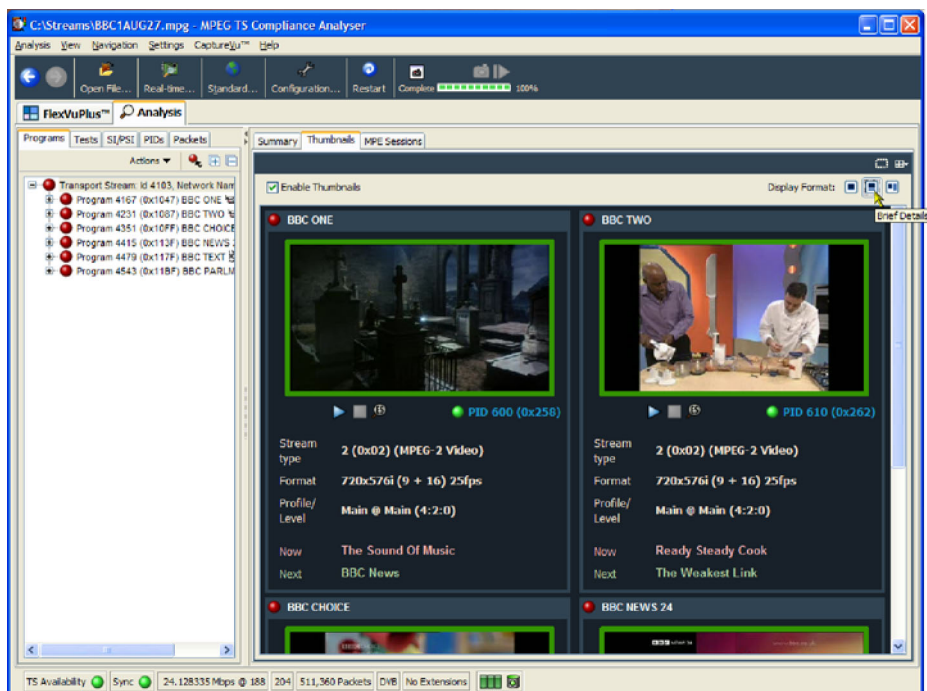 C:\Streams\BBC1AUG27.mpg - MPEG TS Compliance Analyser
Analysis View Navigation Settings CaptureVu™ Help
Open File... Real-time... Standard... Configuration... Restart Complete 100%
FlexVuPlus™ Analysis
Programs Tests SI/PSI PIDs Packets
Summary Thumbnails MPE Sessions
Actions
Enable Thumbnails
Display Format:
Brief Details
Transport Stream: Id 4103, Network Nam
Program 4167 (0x1047) BBC ONE
Program 4231 (0x1087) BBC TWO
Program 4351 (0x10FF) BBC CHOICE
Program 4415 (0x113F) BBC NEWS
Program 4479 (0x117F) BBC TEXT
Program 4543 (0x11BF) BBC PARLM
BBC ONE
PID 600 (0x258)
Stream type 2 (0x02) (MPEG-2 Video)
Format 720x576i (9 + 16) 25fps
Profile/ Level Main @ Main (4:2:0)
Now The Sound Of Music
Next BBC News
BBC TWO
PID 610 (0x262)
Stream type 2 (0x02) (MPEG-2 Video)
Format 720x576i (9 + 16) 25fps
Profile/ Level Main @ Main (4:2:0)
Now Ready Steady Cook
Next The Weakest Link
BBC CHOICE
BBC NEWS 24
TS Availability Sync 24.128335 Mbps @ 188 204 511,360 Packets DVB No Extensions